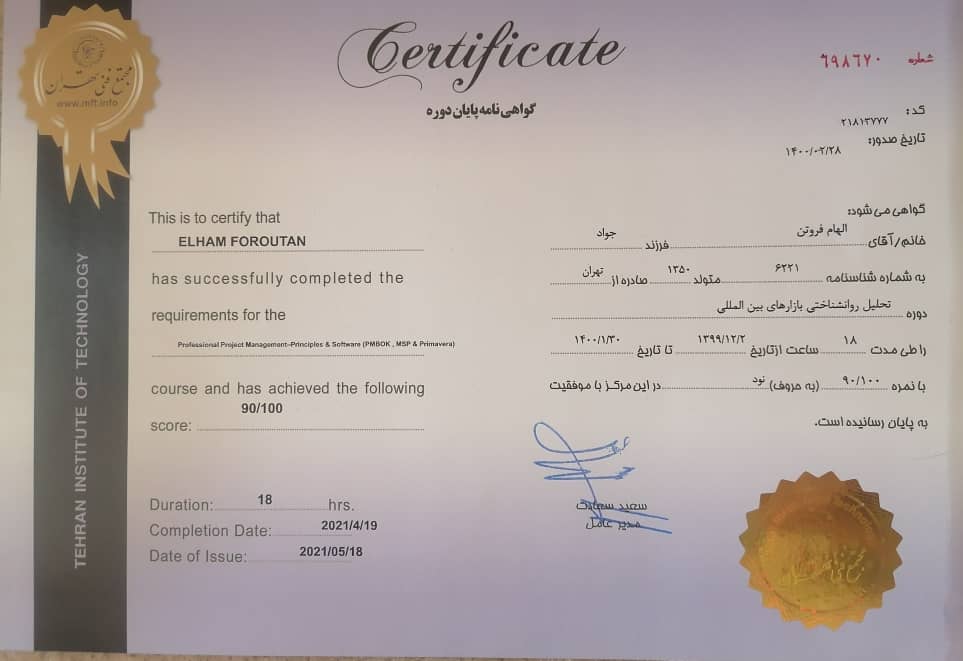 Certificate
گواهی نامه پایان دوره
مجتمع فنی تهران
www.mft.info
شماره ۶۹۸۶۷۰
کد:
۲۱۸۱۳۷۷۷
تاریخ صدور:
۱۴۰۰/۰۲/۲۸
TEHRAN INSTITUTE OF TECHNOLOGY
This is to certify that
ELHAM FOROUTAN
has successfully completed the
requirements for the
Professional Project Management–Principles & Software (PMBOK , MSP & Primavera)
course and has achieved the following
90/100
score:
Duration: 18 hrs.
Completion Date: 2021/4/19
Date of Issue: 2021/05/18
گواهی می شود:
خانم/آقای الهام فروتن فرزند جواد
به شماره شناسنامه ۶۲۲۱ متولد ۱۳۵۰ صادره از تهران
دوره تحلیل روانشناختی بازارهای بین المللی
را طی مدت ۱۸ ساعت از تاریخ ۱۳۹۹/۱۲/۲ تا تاریخ ۱۴۰۰/۱/۳۰
با نمره ۹۰/۱۰۰ (به حروف) نود در این مرکز با موفقیت
به پایان رسانیده است.
سعید سعادت
مدیر عامل
مجتمع فنی تهران